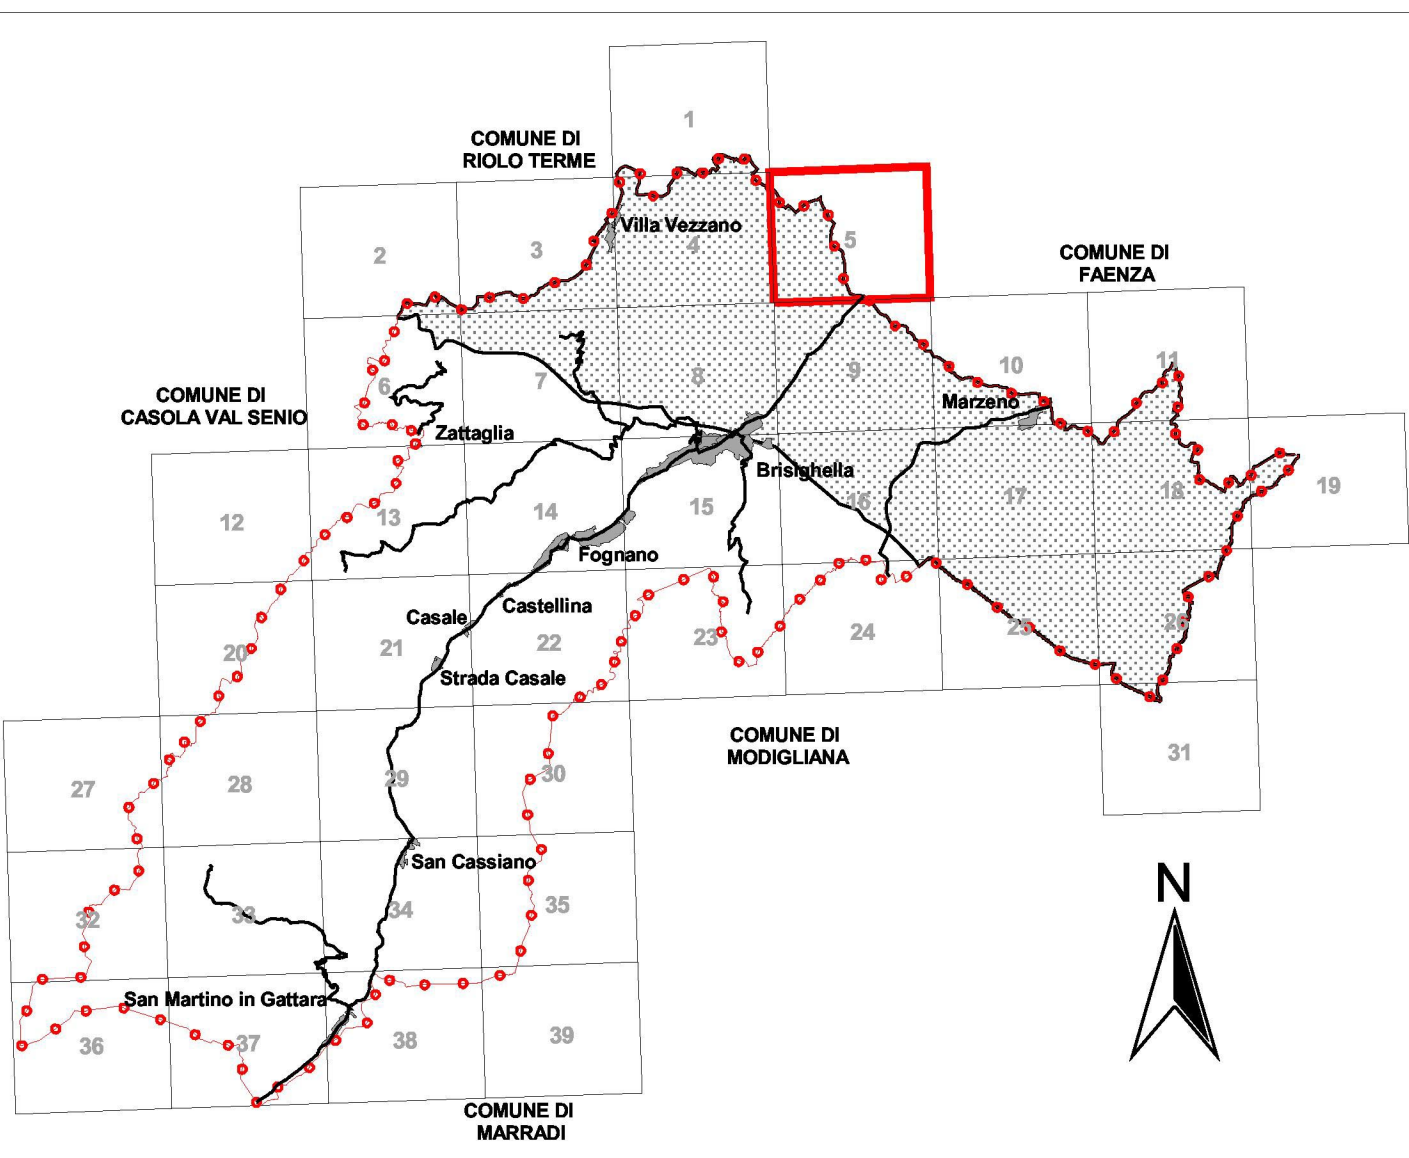 1
COMUNE DI
RIOLO TERME
Villa Vezzano
2
3
4
5
COMUNE DI
FAENZA
6
7
8
9
10
11
COMUNE DI
CASOLA VAL SENIO
Marzeno
Zattaglia
Brisighella
12
13
14
15
16
17
18
19
Fognano
Castellina
Casale
20
21
22
23
24
25
26
Strada Casale
COMUNE DI
MODIGLIANA
27
28
29
30
31
San Cassiano
N
32
33
34
35
San Martino in Gattara
36
37
38
39
COMUNE DI
MARRADI